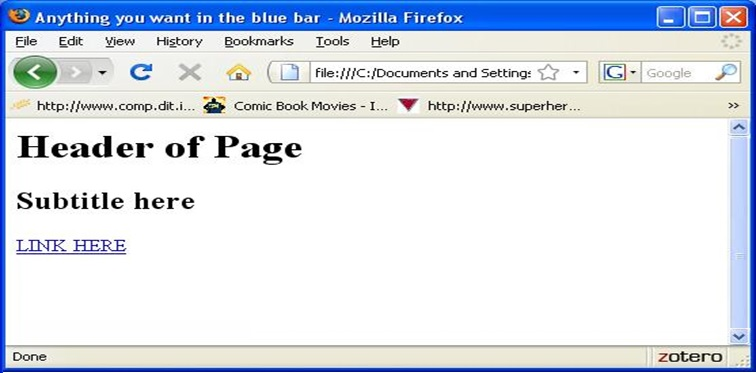 Anything you want in the blue bar - Mozilla Firefox
File Edit View History Bookmarks Tools Help
file:///C:/Documents and Settings G Google
http://www.comp.dit.i... Comic Book Movies - I... http://www.superher... »
Header of Page
Subtitle here
LINK HERE
Done zotero